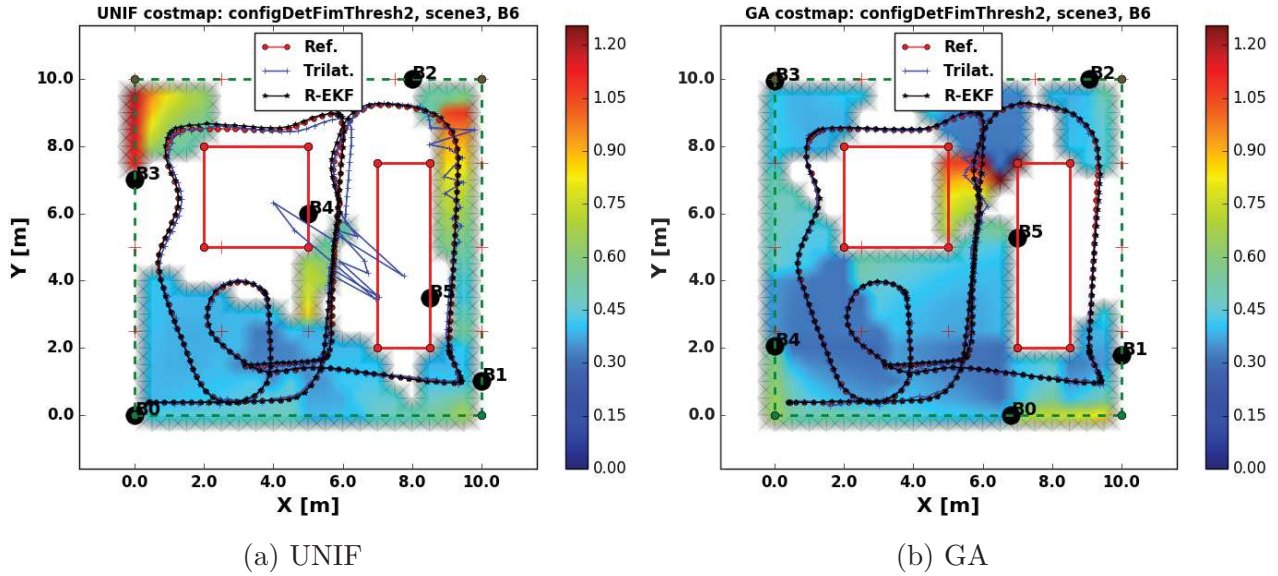 UNIF costmap: configDetFimThresh2, scene3, B6
Ref.
Trilat.
R-EKF
10.0
8.0
6.0
4.0
2.0
0.0
Y [m]
0.0
2.0
4.0
6.0
8.0
10.0
X [m]
B2
B3
B4
B5
B1
B0
1.20
1.05
0.90
0.75
0.60
0.45
0.30
0.15
0.00
(a) UNIF
GA costmap: configDetFimThresh2, scene3, B6
Ref.
Trilat.
R-EKF
10.0
8.0
6.0
4.0
2.0
0.0
Y [m]
0.0
2.0
4.0
6.0
8.0
10.0
X [m]
B3
B2
B5
B4
B1
B0
1.20
1.05
0.90
0.75
0.60
0.45
0.30
0.15
0.00
(b) GA